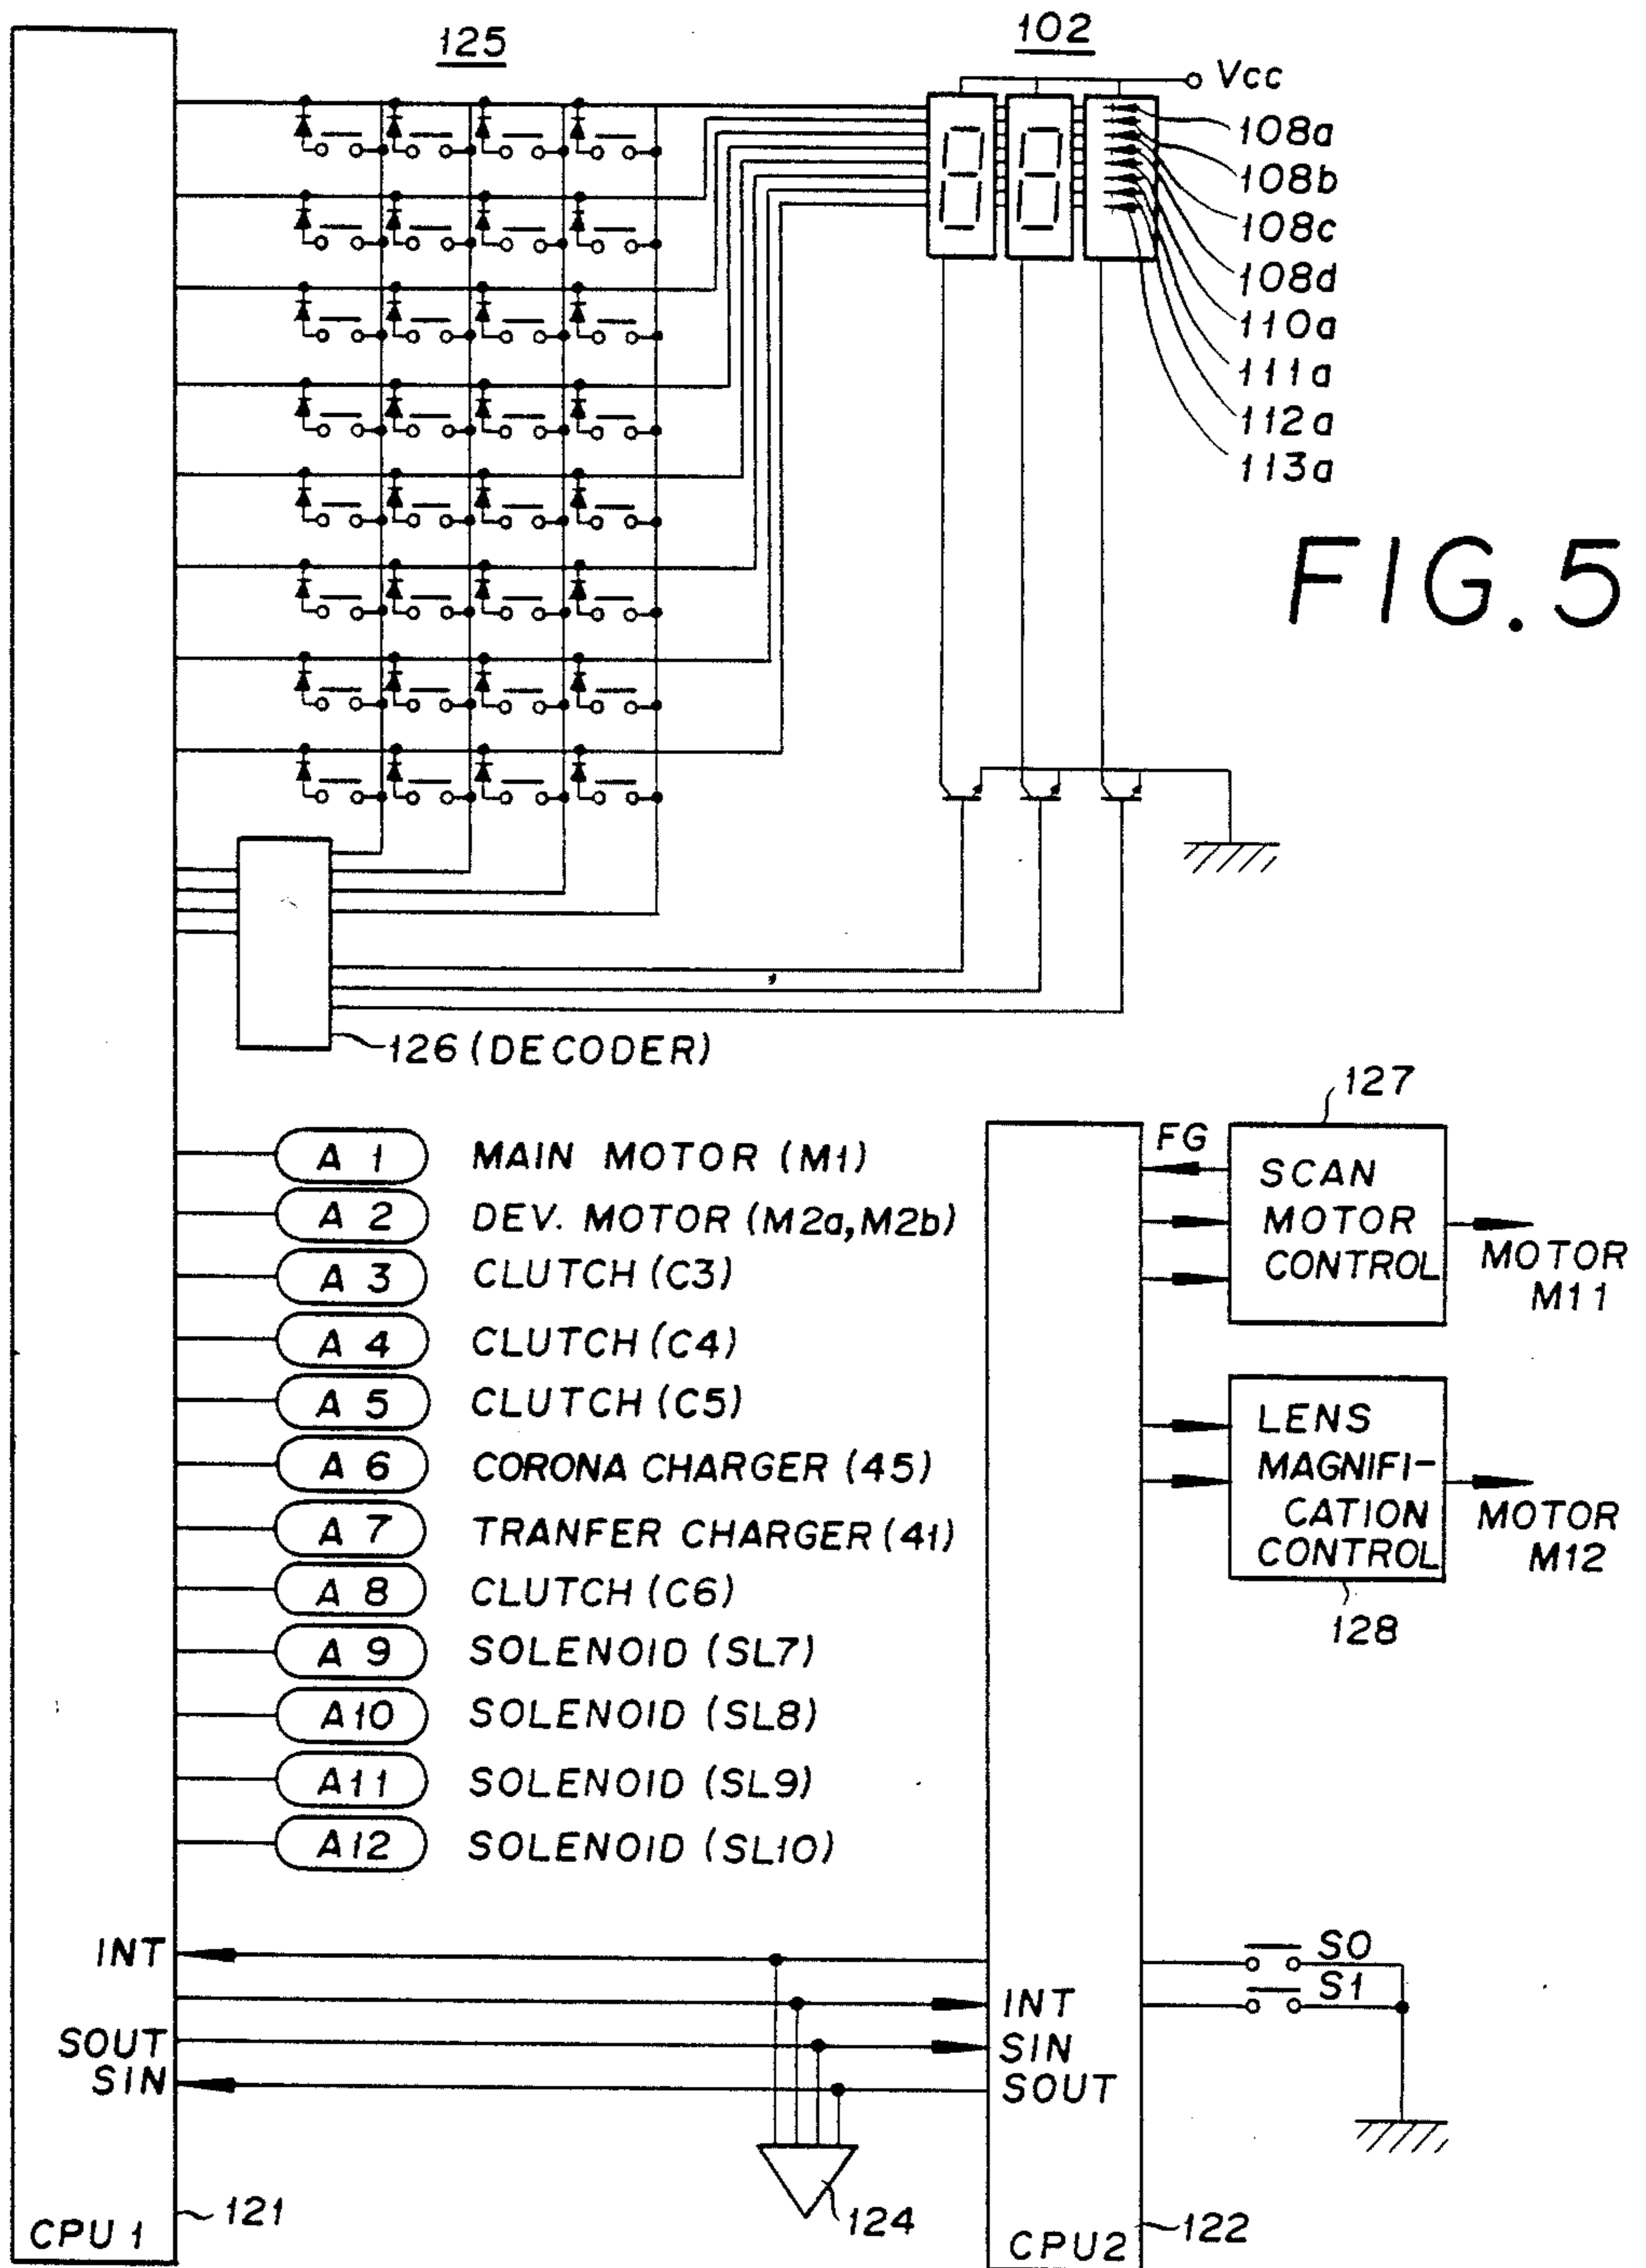 125
102
Vcc
108a
108b
108c
108d
110a
111a
112a
113a
FIG. 5
126 (DECODER)
A 1 MAIN MOTOR (M1)
A 2 DEV. MOTOR (M2a,M2b)
A 3 CLUTCH (C3)
A 4 CLUTCH (C4)
A 5 CLUTCH (C5)
A 6 CORONA CHARGER (45)
A 7 TRANFER CHARGER (41)
A 8 CLUTCH (C6)
A 9 SOLENOID (SL7)
A10 SOLENOID (SL8)
A11 SOLENOID (SL9)
A12 SOLENOID (SL10)
127
FG
SCAN
MOTOR
CONTROL
MOTOR
M11
LENS
MAGNIFI-
CATION
CONTROL
MOTOR
M12
128
INT
SOUT
SIN
INT
SIN
SOUT
S0
S1
124
CPU 1
121
CPU2
122